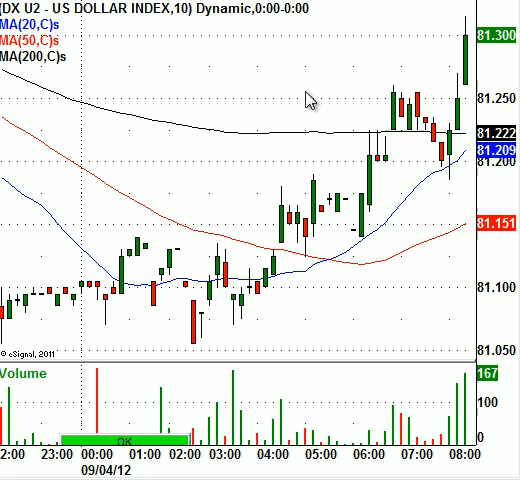 (DX U2 - US DOLLAR INDEX,10) Dynamic,0:00-0:00
MA(20,C)s
MA(50,C)s
MA(200,C)s
81.300
81.250
81.222
81.209
81.200
81.151
81.100
81.050
© eSignal, 2011
Volume
167
100
0
OK
2:00 23:00 00:00 01:00 02:00 03:00 04:00 05:00 06:00 07:00 08:00
09/04/12